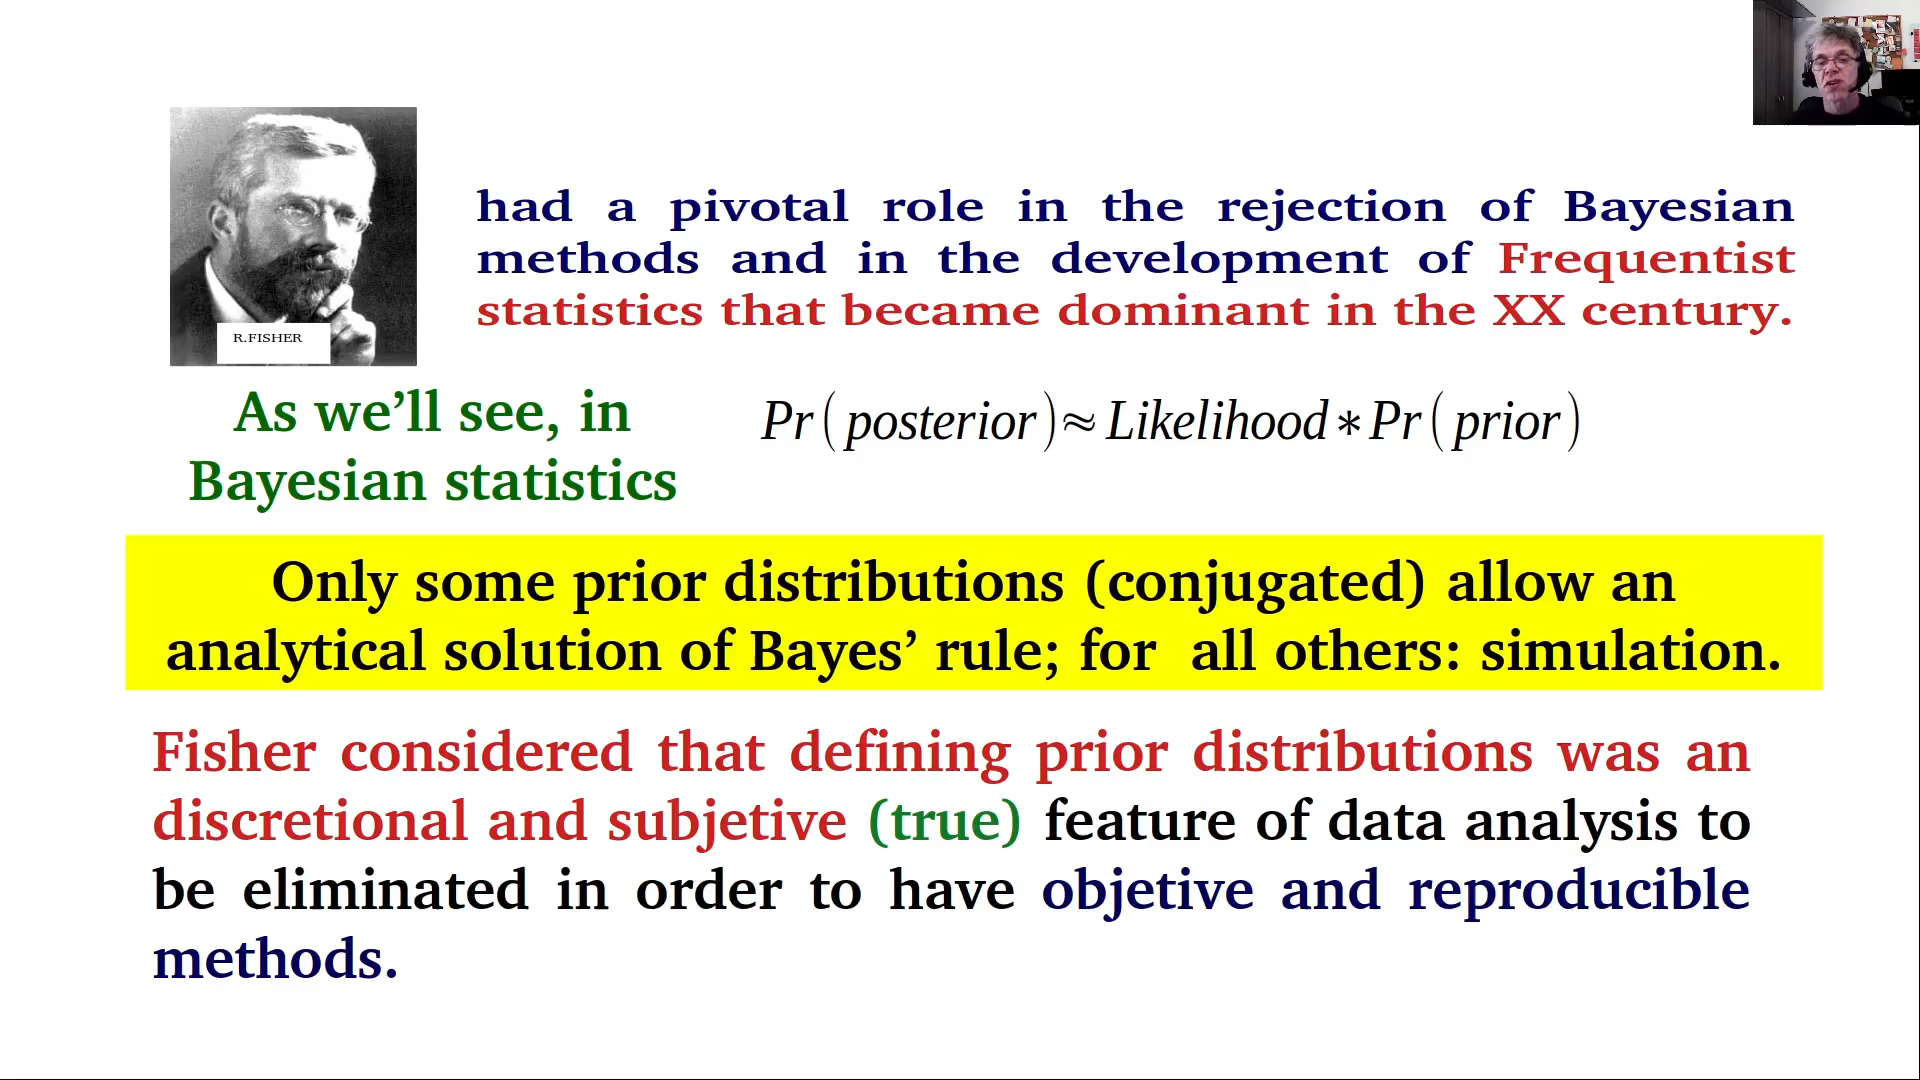 had a pivotal role in the rejection of Bayesian
methods and in the development of Frequentist
statistics that became dominant in the XX century.
R.FISHER
As we’ll see, in
Bayesian statistics
Pr(posterior)≈Likelihood∗Pr(prior)
Only some prior distributions (conjugated) allow an
analytical solution of Bayes’ rule; for all others: simulation.
Fisher considered that defining prior distributions was an
discretional and subjetive (true) feature of data analysis to
be eliminated in order to have objetive and reproducible
methods.